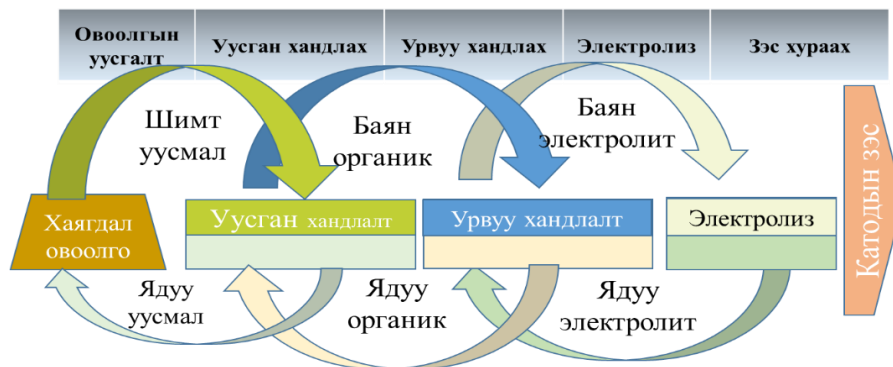 Овоолгын
уусгалт
Уусган хандлах
Урвуу хандлах
Электролиз
Зэс хураах
Шимт
уусмал
Баян
органик
Баян
электролит
Хаягдал
овоолго
Уусган хандлалт
Урвуу хандлалт
Электролиз
Катодын зэс
Ядуу
уусмал
Ядуу
органик
Ядуу
электролит